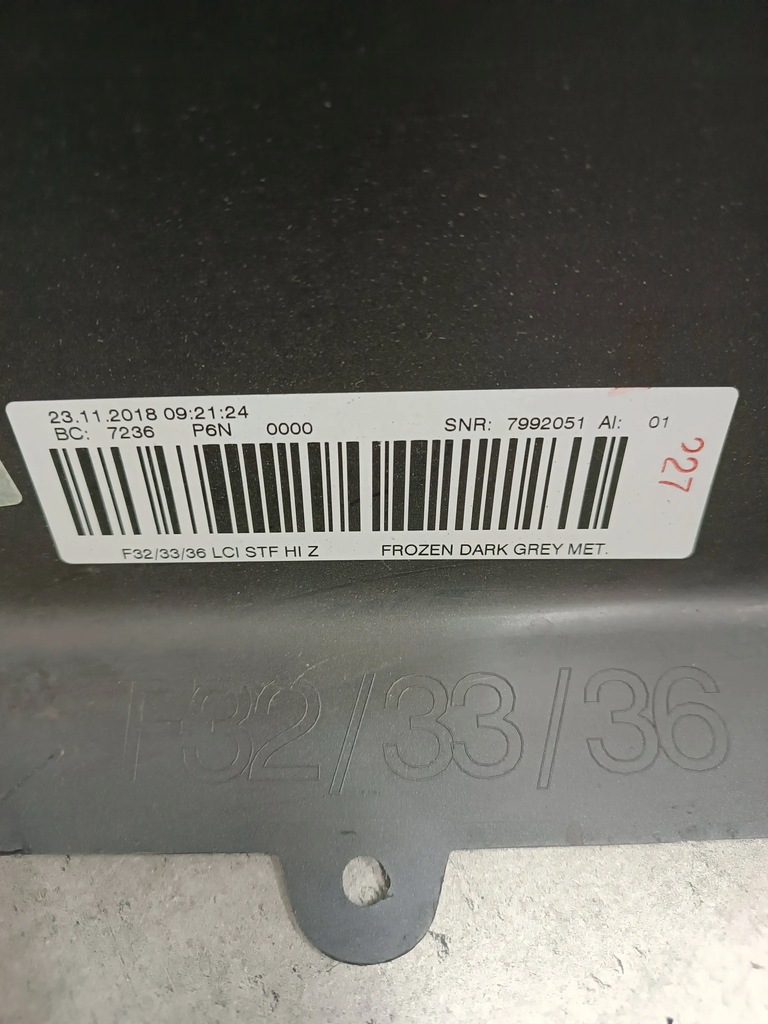 23.11.2018 09:21:24
BC: 7236 P6N 0000 SNR: 7992051 AI: 01
227
F32/33/36 LCI STF HI Z FROZEN DARK GREY MET.
F32/33/36